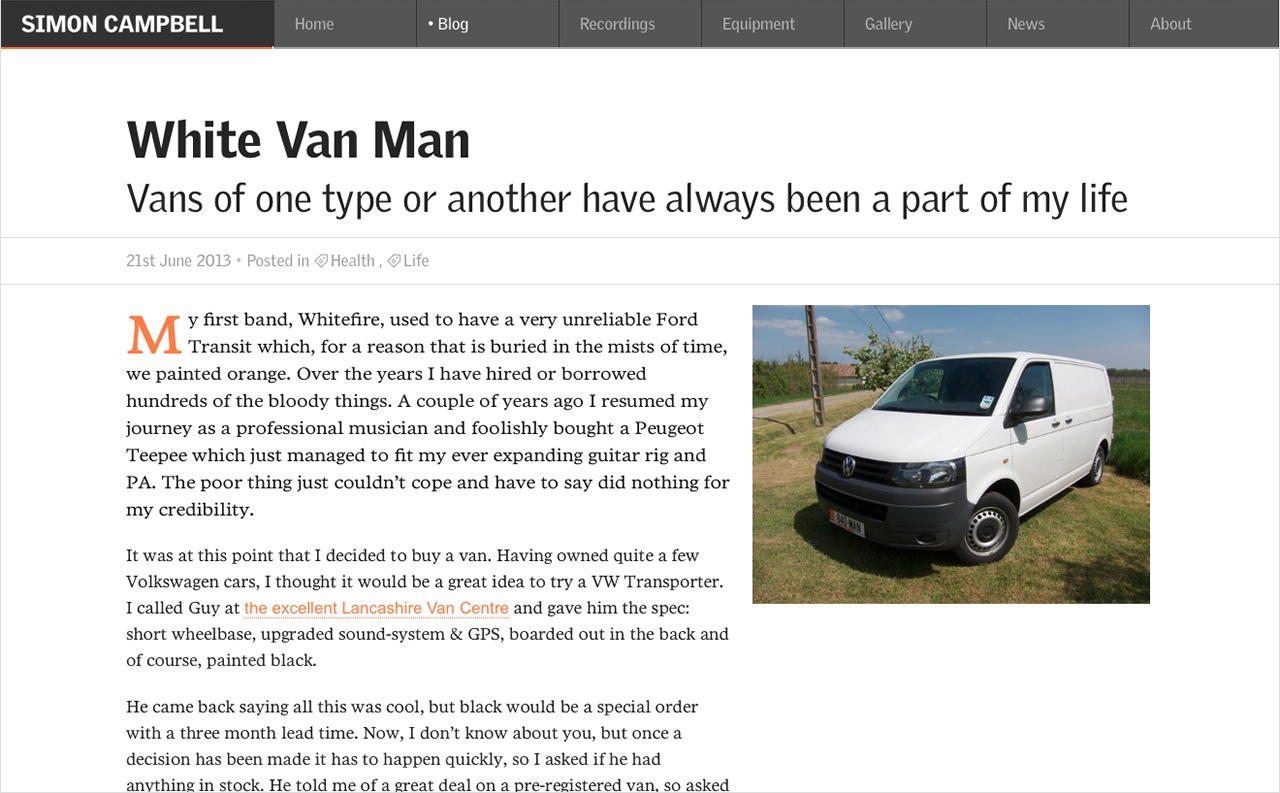 SIMON CAMPBELL
Home
• Blog
Recordings
Equipment
Gallery
News
About
White Van Man
Vans of one type or another have always been a part of my life
21st June 2013 • Posted in Health , Life
My first band, Whitefire, used to have a very unreliable Ford
Transit which, for a reason that is buried in the mists of time,
we painted orange. Over the years I have hired or borrowed
hundreds of the bloody things. A couple of years ago I resumed my
journey as a professional musician and foolishly bought a Peugeot
Teepee which just managed to fit my ever expanding guitar rig and
PA. The poor thing just couldn’t cope and have to say did nothing for
my credibility.
It was at this point that I decided to buy a van. Having owned quite a few
Volkswagen cars, I thought it would be a great idea to try a VW Transporter.
I called Guy at the excellent Lancashire Van Centre and gave him the spec:
short wheelbase, upgraded sound-system & GPS, boarded out in the back and
of course, painted black.
He came back saying all this was cool, but black would be a special order
with a three month lead time. Now, I don’t know about you, but once a
decision has been made it has to happen quickly, so I asked if he had
anything in stock. He told me of a great deal on a pre-registered van, so asked